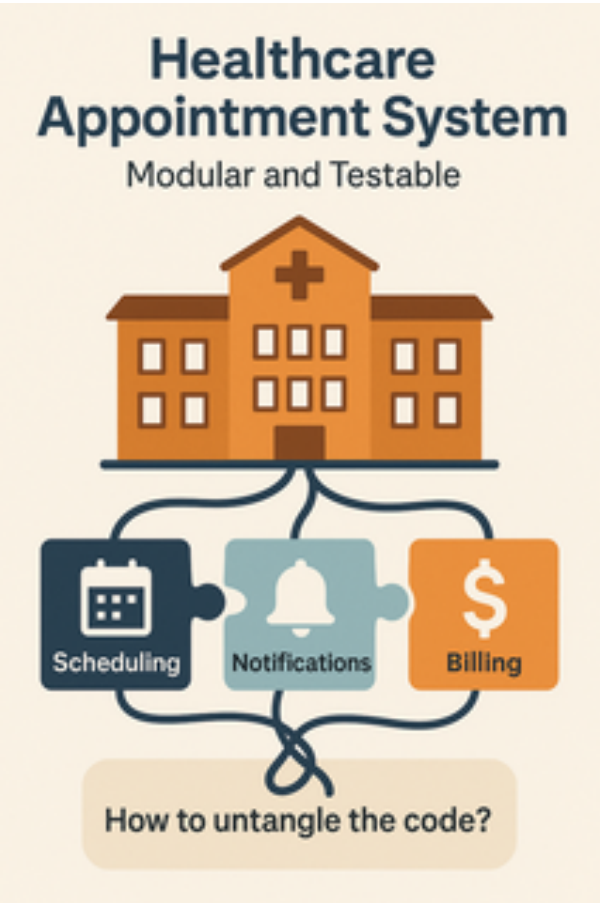 Healthcare
Appointment System
Modular and Testable
Scheduling
Notifications
$
Billing
How to untangle the code?